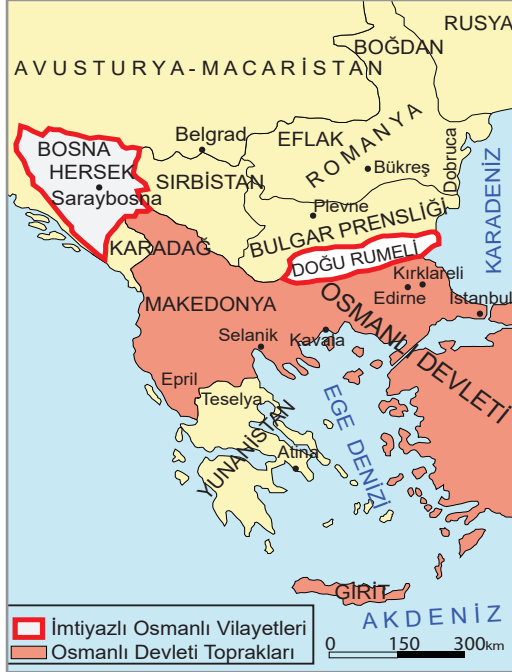 RUSYA
BOĞDAN
AVUSTURYA-MACARİSTAN
Belgrad
EFLAK
ROMANYA
Dobruca
BOSNA
HERSEK
Saraybosna
SIRBİSTAN
Bükreş
KARADENİZ
Plevne
BULGAR PRENSLİĞİ
KARADAĞ
DOĞU RUMELİ
Kırklareli
Edirne
İstanbul
MAKEDONYA
OSMANLI DEVLETİ
Selanik
Kavala
Epril
Teselya
YUNANİSTAN
EGE DENİZİ
Atina
GİRİT
AKDENİZ
İmtiyazlı Osmanlı Vilayetleri
Osmanlı Devleti Toprakları
0 150 300km